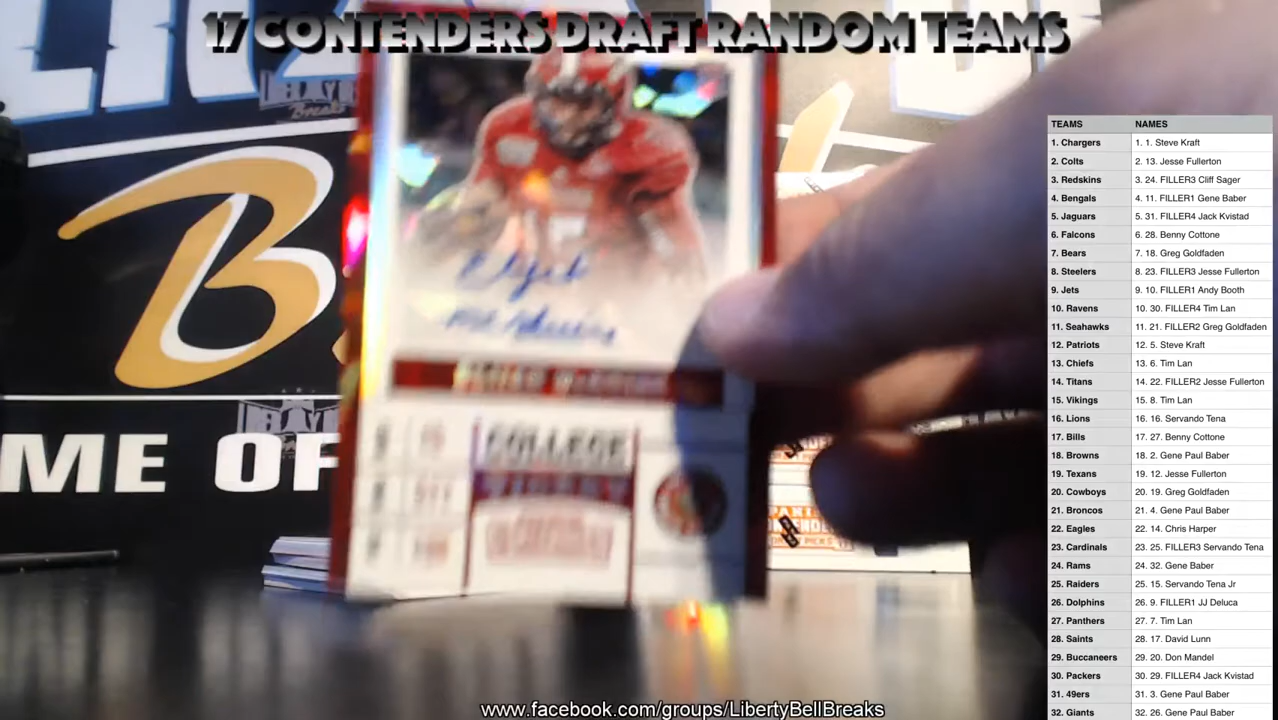 17 CONTENDERS DRAFT RANDOM TEAMS
B
ME OF
COLLEGE
TICKET
TEAMS NAMES
1. Chargers 1. 1. Steve Kraft
2. Colts 2. 13. Jesse Fullerton
3. Redskins 3. 24. FILLER3 Cliff Sager
4. Bengals 4. 11. FILLER1 Gene Baber
5. Jaguars 5. 31. FILLER4 Jack Kvistad
6. Falcons 6. 28. Benny Cottone
7. Bears 7. 18. Greg Goldfaden
8. Steelers 8. 23. FILLER3 Jesse Fullerton
9. Jets 9. 10. FILLER1 Andy Booth
10. Ravens 10. 30. FILLER4 Tim Lan
11. Seahawks 11. 21. FILLER2 Greg Goldfaden
12. Patriots 12. 5. Steve Kraft
13. Chiefs 13. 6. Tim Lan
14. Titans 14. 22. FILLER2 Jesse Fullerton
15. Vikings 15. 8. Tim Lan
16. Lions 16. 16. Servando Tena
17. Bills 17. 27. Benny Cottone
18. Browns 18. 2. Gene Paul Baber
19. Texans 19. 12. Jesse Fullerton
20. Cowboys 20. 19. Greg Goldfaden
21. Broncos 21. 4. Gene Paul Baber
22. Eagles 22. 14. Chris Harper
23. Cardinals 23. 25. FILLER3 Servando Tena
24. Rams 24. 32. Gene Baber
25. Raiders 25. 15. Servando Tena Jr
26. Dolphins 26. 9. FILLER1 JJ Deluca
27. Panthers 27. 7. Tim Lan
28. Saints 28. 17. David Lunn
29. Buccaneers 29. 20. Don Mandel
30. Packers 30. 29. FILLER4 Jack Kvistad
31. 49ers 31. 3. Gene Paul Baber
32. Giants 32. 26. Gene Paul Baber
www.facebook.com/groups/LibertyBellBreaks